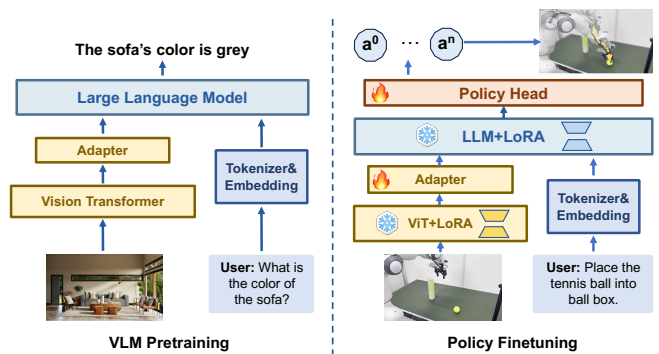 The sofa's color is grey
Large Language Model
Adapter
Tokenizer&
Embedding
Vision Transformer
User: What is
the color of
the sofa?
VLM Pretraining
a⁰ ... aⁿ
Policy Head
LLM+LoRA
Adapter
Tokenizer&
Embedding
ViT+LoRA
User: Place the
tennis ball into
ball box.
Policy Finetuning